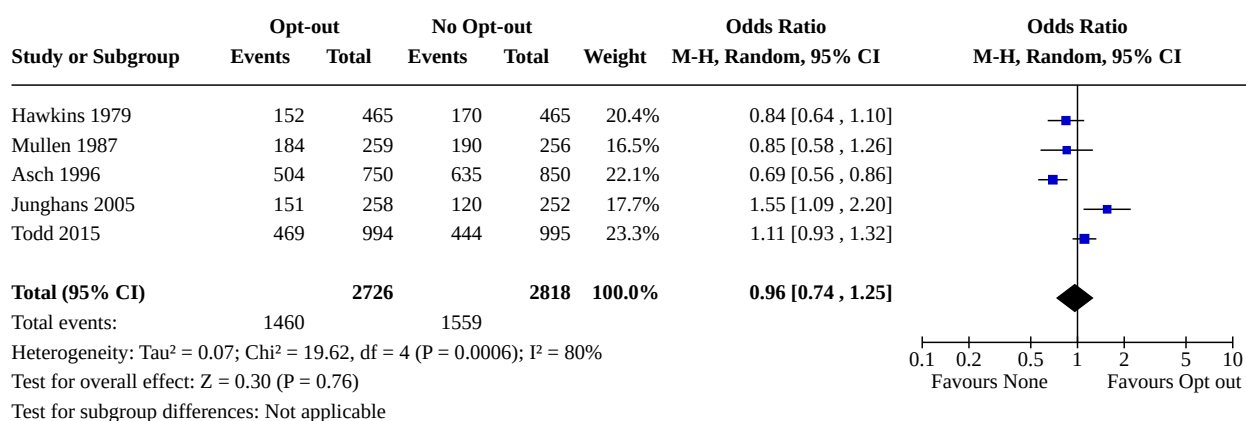 Opt-out No Opt-out Odds Ratio Odds Ratio
Study or Subgroup Events Total Events Total Weight M-H, Random, 95% CI M-H, Random, 95% CI
Hawkins 1979 152 465 170 465 20.4% 0.84 [0.64 , 1.10]
Mullen 1987 184 259 190 256 16.5% 0.85 [0.58 , 1.26]
Asch 1996 504 750 635 850 22.1% 0.69 [0.56 , 0.86]
Junghans 2005 151 258 120 252 17.7% 1.55 [1.09 , 2.20]
Todd 2015 469 994 444 995 23.3% 1.11 [0.93 , 1.32]
Total (95% CI) 2726 2818 100.0% 0.96 [0.74 , 1.25]
Total events: 1460 1559
Heterogeneity: Tau² = 0.07; Chi² = 19.62, df = 4 (P = 0.0006); I² = 80%
0.1 0.2 0.5 1 2 5 10
Test for overall effect: Z = 0.30 (P = 0.76) Favours None Favours Opt out
Test for subgroup differences: Not applicable